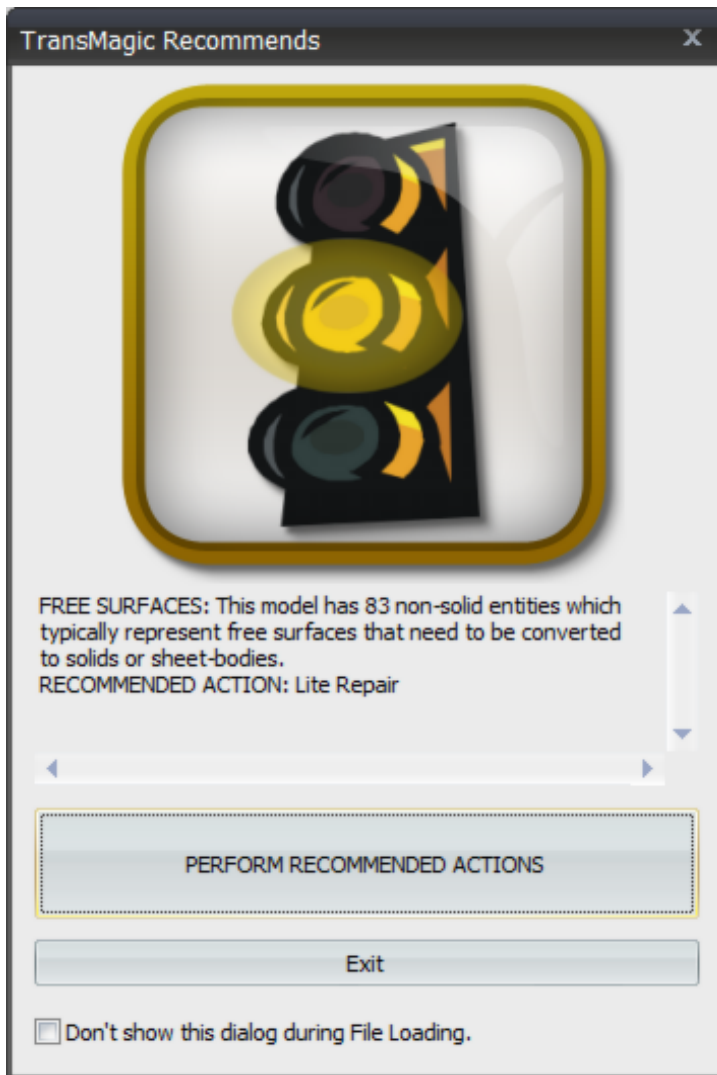 TransMagic Recommends
FREE SURFACES: This model has 83 non-solid entities which
typically represent free surfaces that need to be converted
to solids or sheet-bodies.
RECOMMENDED ACTION: Lite Repair
PERFORM RECOMMENDED ACTIONS
Exit
Don't show this dialog during File Loading.